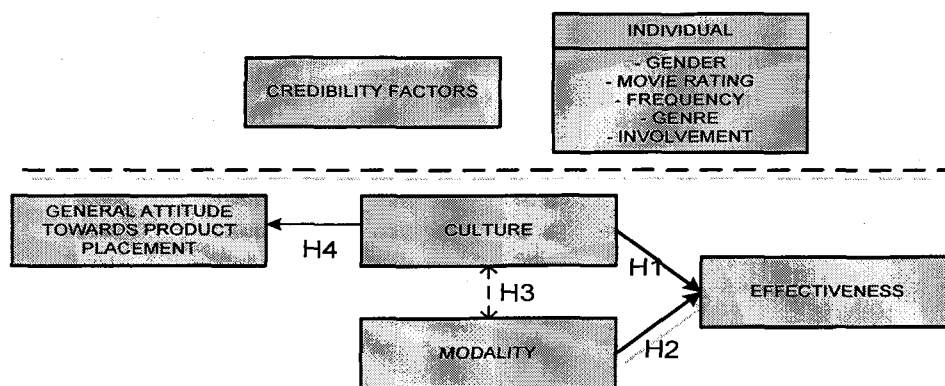 INDIVIDUAL
- GENDER
- MOVIE RATING
- FREQUENCY
- GENRE
- INVOLVEMENT
CREDIBILITY FACTORS
GENERAL ATTITUDE
TOWARDS PRODUCT
PLACEMENT
H4
CULTURE
H1
H3
EFFECTIVENESS
MODALITY
H2